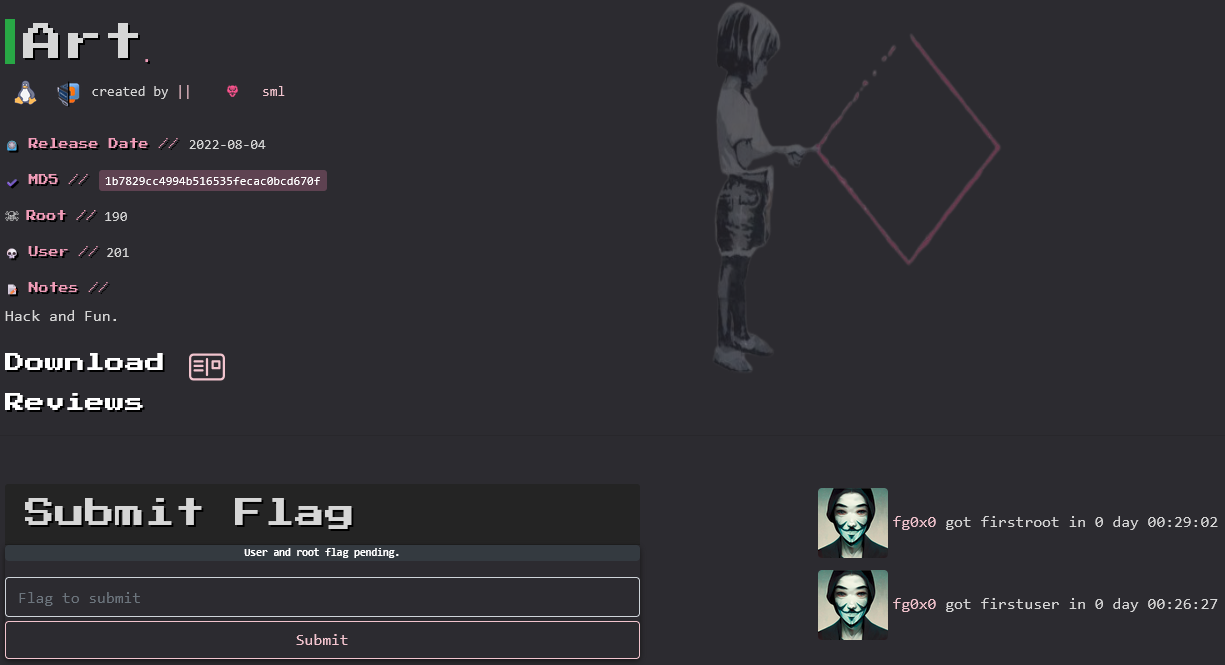 Art.
created by || sml
Release Date // 2022-08-04
MD5 // 1b7829cc4994b516535fecac0bcd670f
Root // 190
User // 201
Notes //
Hack and Fun.
Download
Reviews
Submit Flag
User and root flag pending.
Flag to submit
Submit
fg0x0 got firstroot in 0 day 00:29:02
fg0x0 got firstuser in 0 day 00:26:27